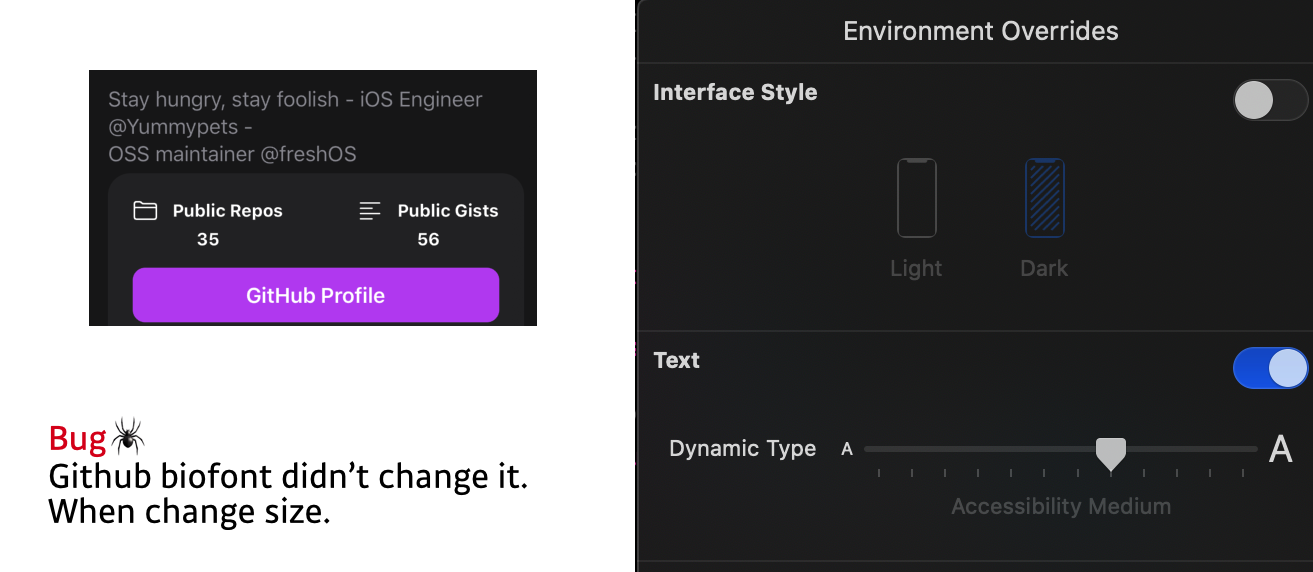 Stay hungry, stay foolish - iOS Engineer
@Yummypets -
OSS maintainer @freshOS
Public Repos
35
Public Gists
56
GitHub Profile
Bug🕷
Github biofont didn’t change it.
When change size.
Environment Overrides
Interface Style
Light
Dark
Text
Dynamic Type
A
A
Accessibility Medium